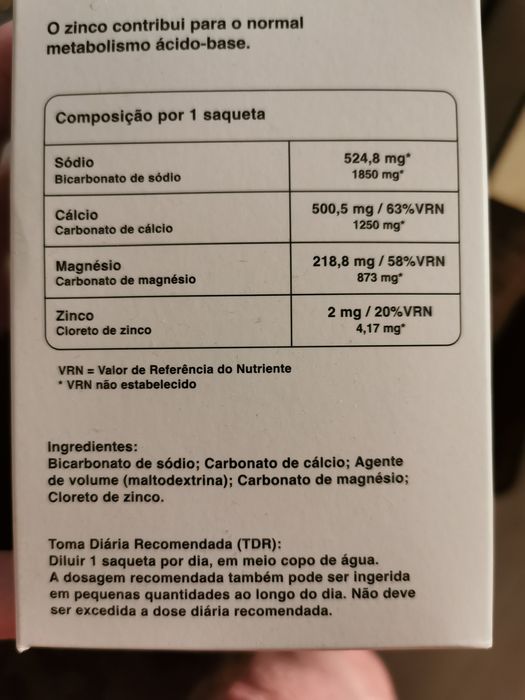 O zinco contribui para o normal
metabolismo ácido-base.
Composição por 1 saqueta
Sódio 524,8 mg*
Bicarbonato de sódio 1850 mg*
Cálcio 500,5 mg / 63%VRN
Carbonato de cálcio 1250 mg*
Magnésio 218,8 mg / 58%VRN
Carbonato de magnésio 873 mg*
Zinco 2 mg / 20%VRN
Cloreto de zinco 4,17 mg*
VRN = Valor de Referência do Nutriente
* VRN não estabelecido
Ingredientes:
Bicarbonato de sódio; Carbonato de cálcio; Agente
de volume (maltodextrina); Carbonato de magnésio;
Cloreto de zinco.
Toma Diária Recomendada (TDR):
Diluir 1 saqueta por dia, em meio copo de água.
A dosagem recomendada também pode ser ingerida
em pequenas quantidades ao longo do dia. Não deve
ser excedida a dose diária recomendada.